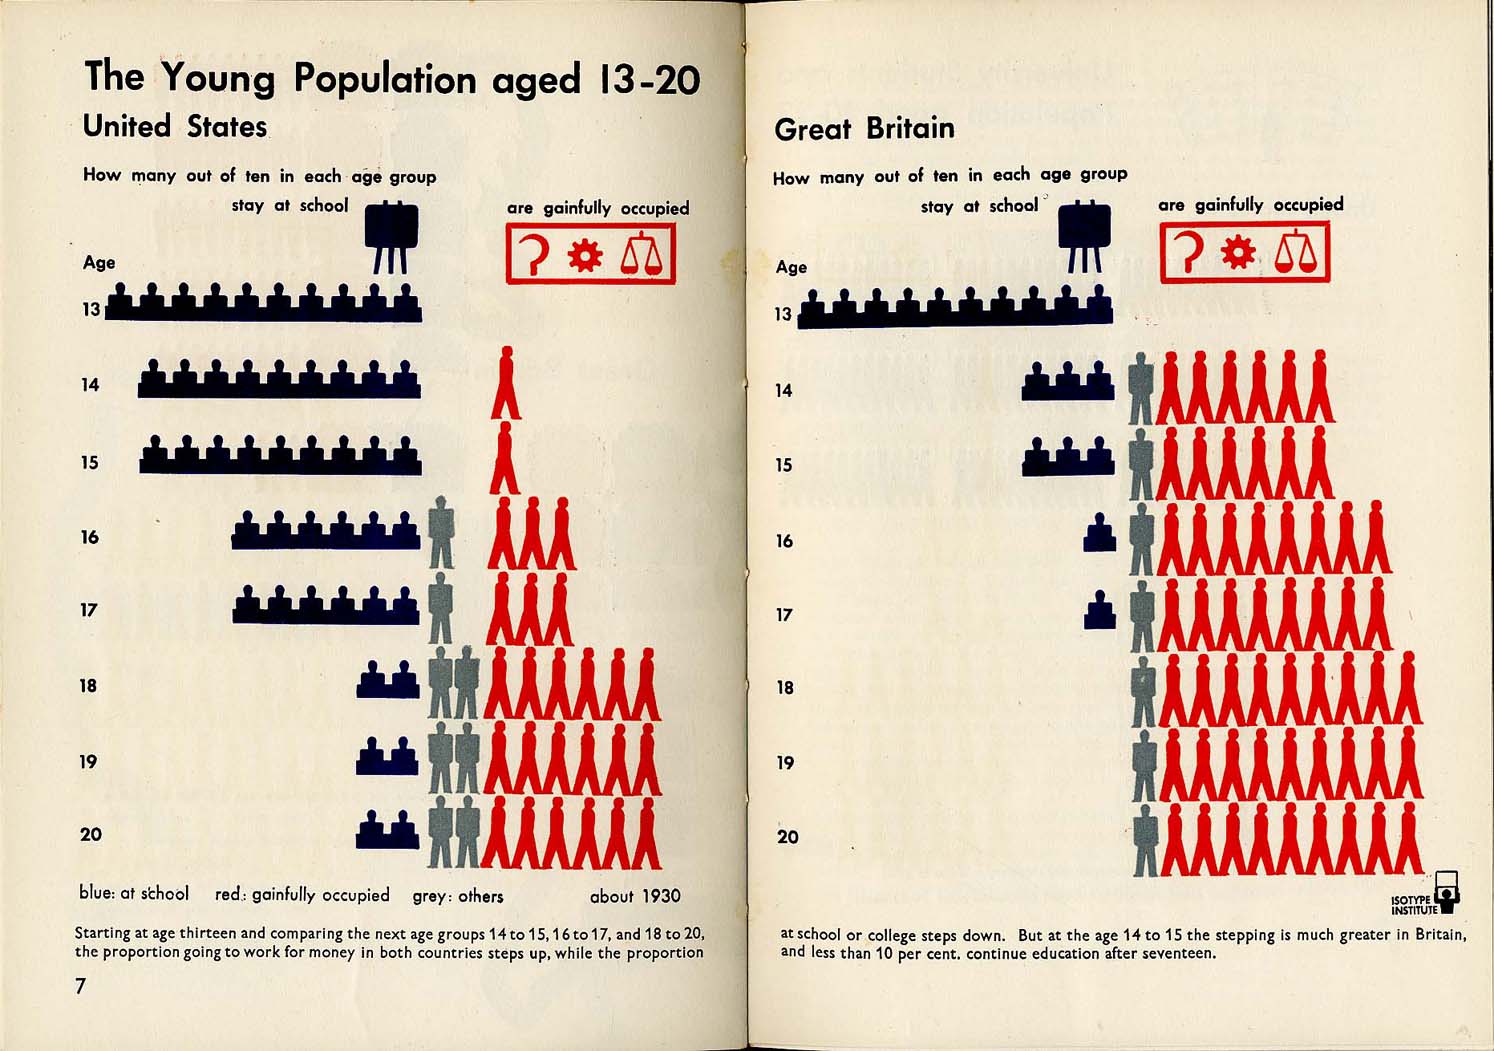 The Young Population aged 13-20
United States
How many out of ten in each age group
stay at school
are gainfully occupied
Age
13
14
15
16
17
18
19
20
blue: at school red: gainfully occupied grey: others about 1930
Starting at age thirteen and comparing the next age groups 14 to 15, 16 to 17, and 18 to 20,
the proportion going to work for money in both countries steps up, while the proportion
7
Great Britain
How many out of ten in each age group
stay at school
are gainfully occupied
Age
13
14
15
16
17
18
19
20
ISOTYPE
INSTITUTE
at school or college steps down. But at the age 14 to 15 the stepping is much greater in Britain,
and less than 10 per cent. continue education after seventeen.